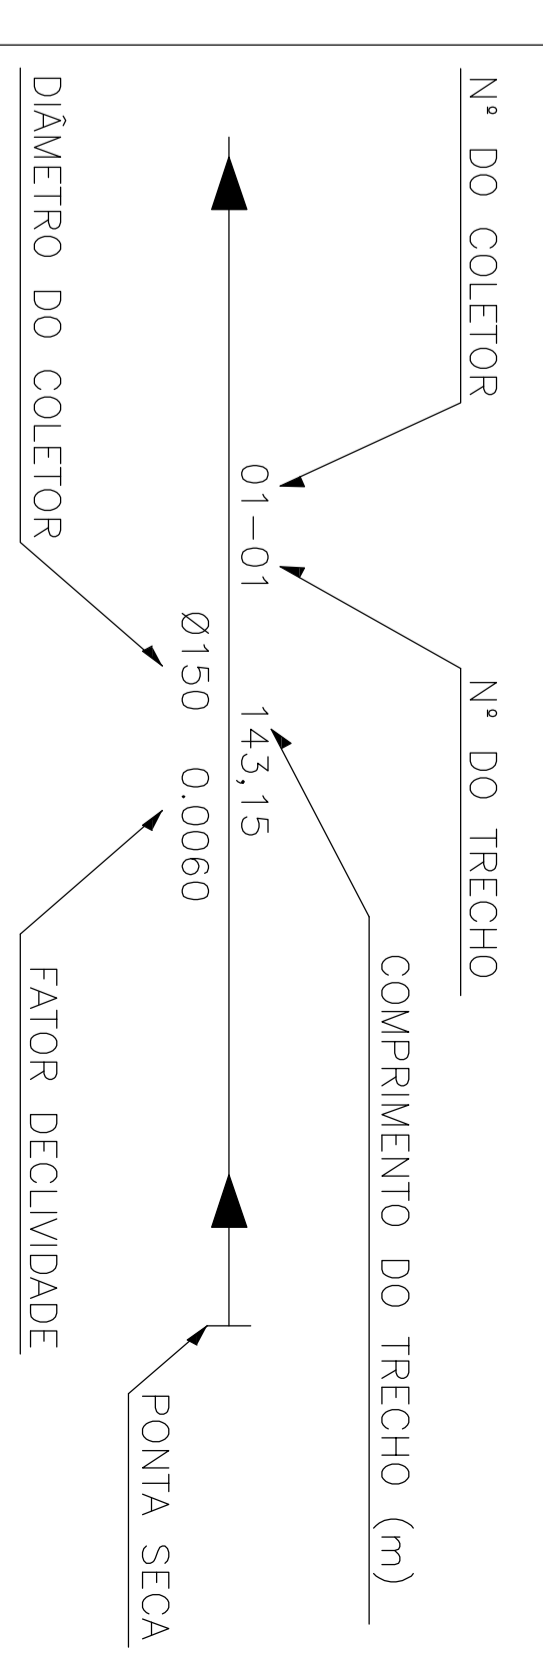 Nº DO COLETOR
Nº DO TRECHO
COMPRIMENTO DO TRECHO (m)
01-01
143,15
Ø150 0.0060
PONTA SECA
DIÂMETRO DO COLETOR
FATOR DECLIVIDADE